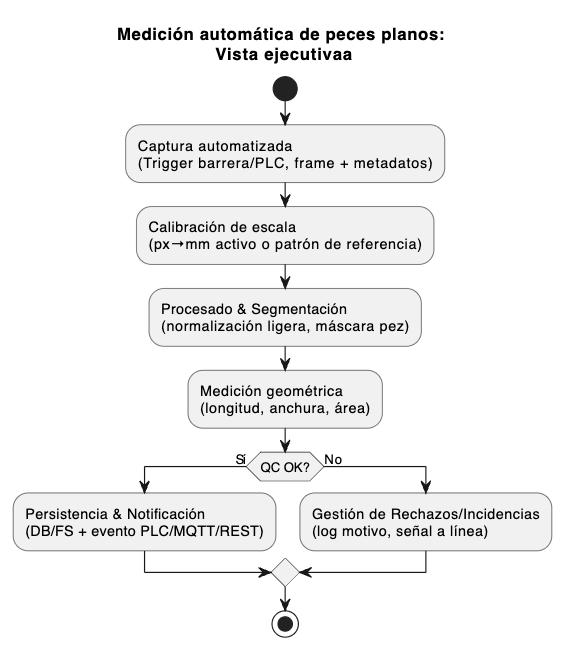 Medición automática de peces planos:
Vista ejecutivaa
Captura automatizada
(Trigger barrera/PLC, frame + metadatos)
Calibración de escala
(px→mm activo o patrón de referencia)
Procesado & Segmentación
(normalización ligera, máscara pez)
Medición geométrica
(longitud, anchura, área)
Sí
QC OK?
No
Persistencia & Notificación
(DB/FS + evento PLC/MQTT/REST)
Gestión de Rechazos/Incidencias
(log motivo, señal a línea)